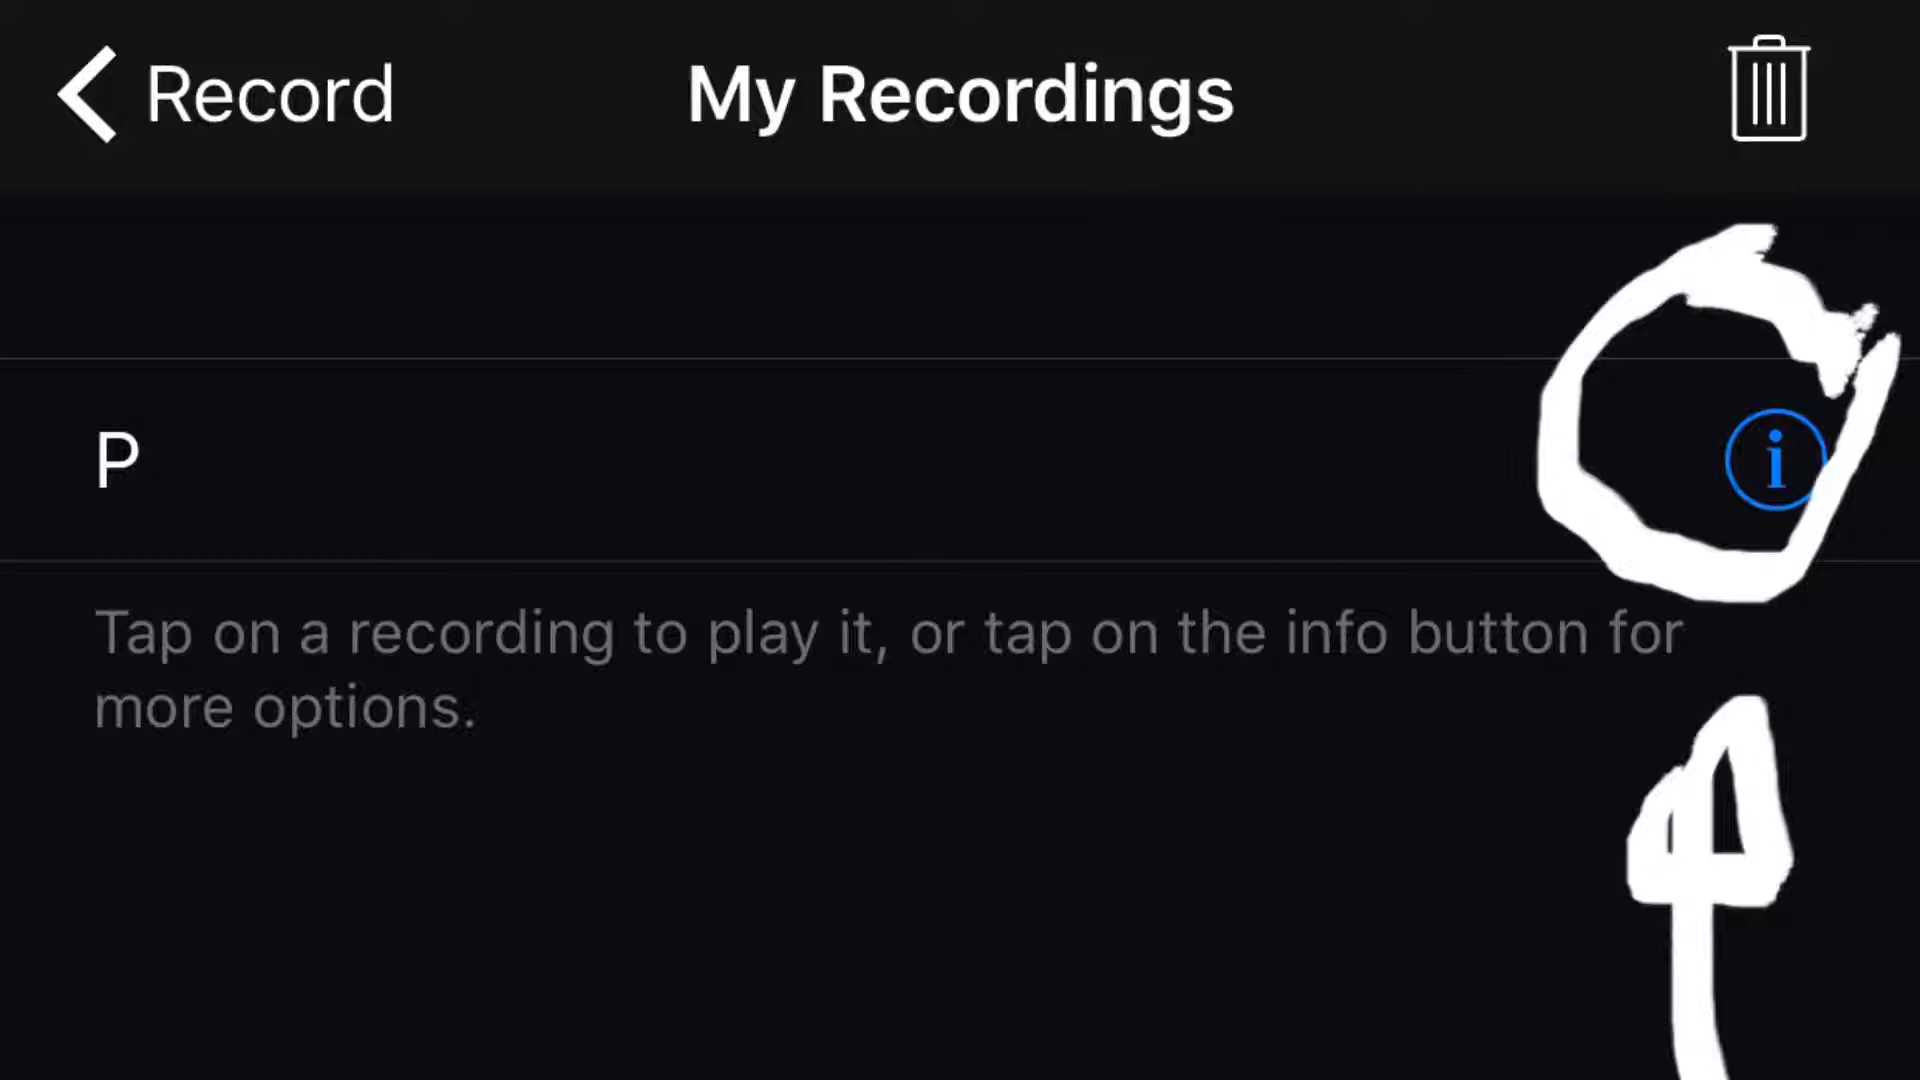 Record
My Recordings
P
i
Tap on a recording to play it, or tap on the info button for
more options.